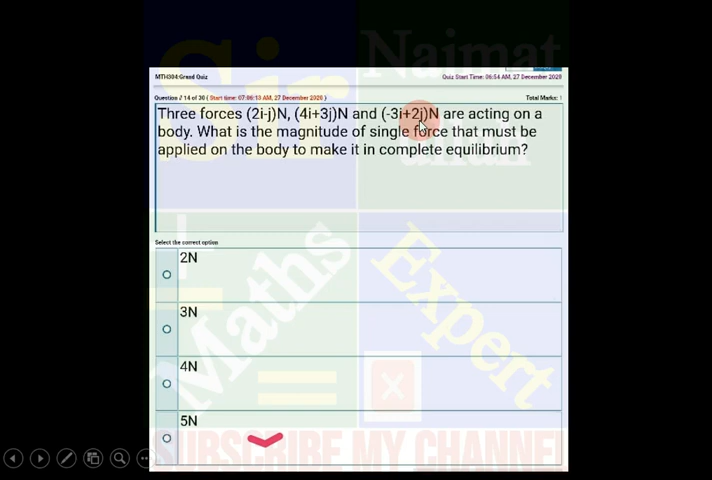 Sir
Naimat
ullah
MTH304:Grand Quiz
Quiz Start Time: 06:54 AM, 27 December 2020
Question # 14 of 30 ( Start time: 07:06:13 AM, 27 December 2020 )
Total Marks: 1
Three forces (2i-j)N, (4i+3j)N and (-3i+2j)N are acting on a
body. What is the magnitude of single force that must be
applied on the body to make it in complete equilibrium?
Select the correct option
2N
3N
4N
5N
Maths
Expert
SUBSCRIBE MY CHANNEL